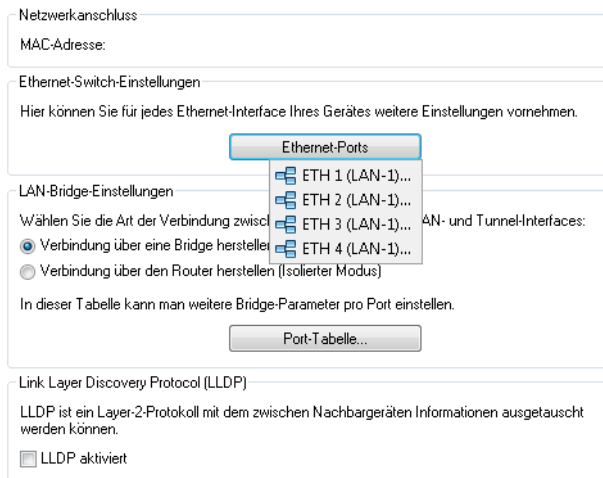 Netzwerkanschluss
MAC-Adresse:
Ethernet-Switch-Einstellungen
Hier können Sie für jedes Ethernet-Interface Ihres Gerätes weitere Einstellungen vornehmen.
Ethernet-Ports
ETH 1 (LAN-1)...
ETH 2 (LAN-1)...
ETH 3 (LAN-1)...
ETH 4 (LAN-1)...
LAN-Bridge-Einstellungen
Wählen Sie die Art der Verbindung zwisc AN- und Tunnel-Interfaces:
Verbindung über eine Bridge herstellen
Verbindung über den Router herstellen (Isolierter Modus)
In dieser Tabelle kann man weitere Bridge-Parameter pro Port einstellen.
Port-Tabelle...
Link Layer Discovery Protocol (LLDP)
LLDP ist ein Layer-2-Protokoll mit dem zwischen Nachbargeräten Informationen ausgetauscht
werden können.
LLDP aktiviert